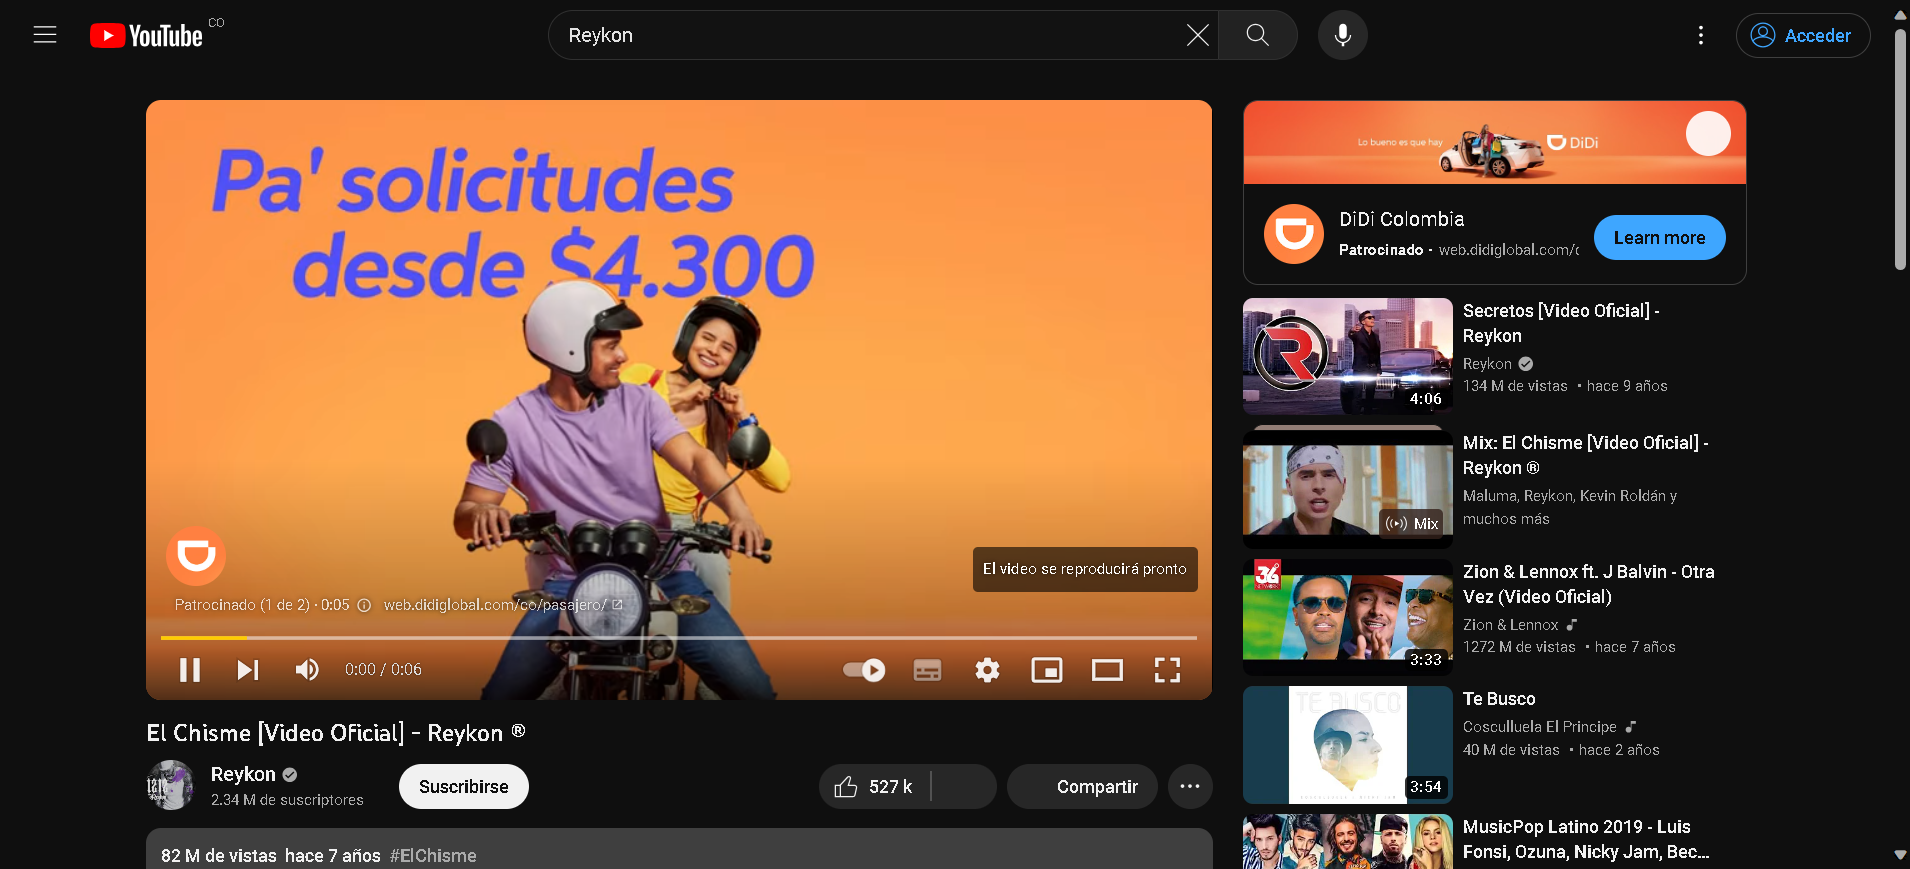 YouTube CO
Reykon
Acceder
Pa' solicitudes
desde $4.300
El video se reproducirá pronto
Patrocinado (1 de 2) · 0:05 web.didiglobal.com/co/pasajero/
0:00 / 0:06
El Chisme [Video Oficial] - Reykon ®
Reykon
2.34 M de suscriptores
Suscribirse
527 k
Compartir
82 M de vistas hace 7 años #ElChisme
Lo bueno es que hay
DiDi
DiDi Colombia
Patrocinado · web.didiglobal.com/c
Learn more
Secretos [Video Oficial] -
Reykon
Reykon
134 M de vistas • hace 9 años
4:06
Mix: El Chisme [Video Oficial] -
Reykon ®
Maluma, Reykon, Kevin Roldán y
muchos más
Mix
Zion & Lennox ft. J Balvin - Otra
Vez (Video Oficial)
Zion & Lennox
1272 M de vistas • hace 7 años
36
3:33
Te Busco
Cosculluela El Principe
40 M de vistas • hace 2 años
TE BUSCO
3:54
MusicPop Latino 2019 - Luis
Fonsi, Ozuna, Nicky Jam, Bec...